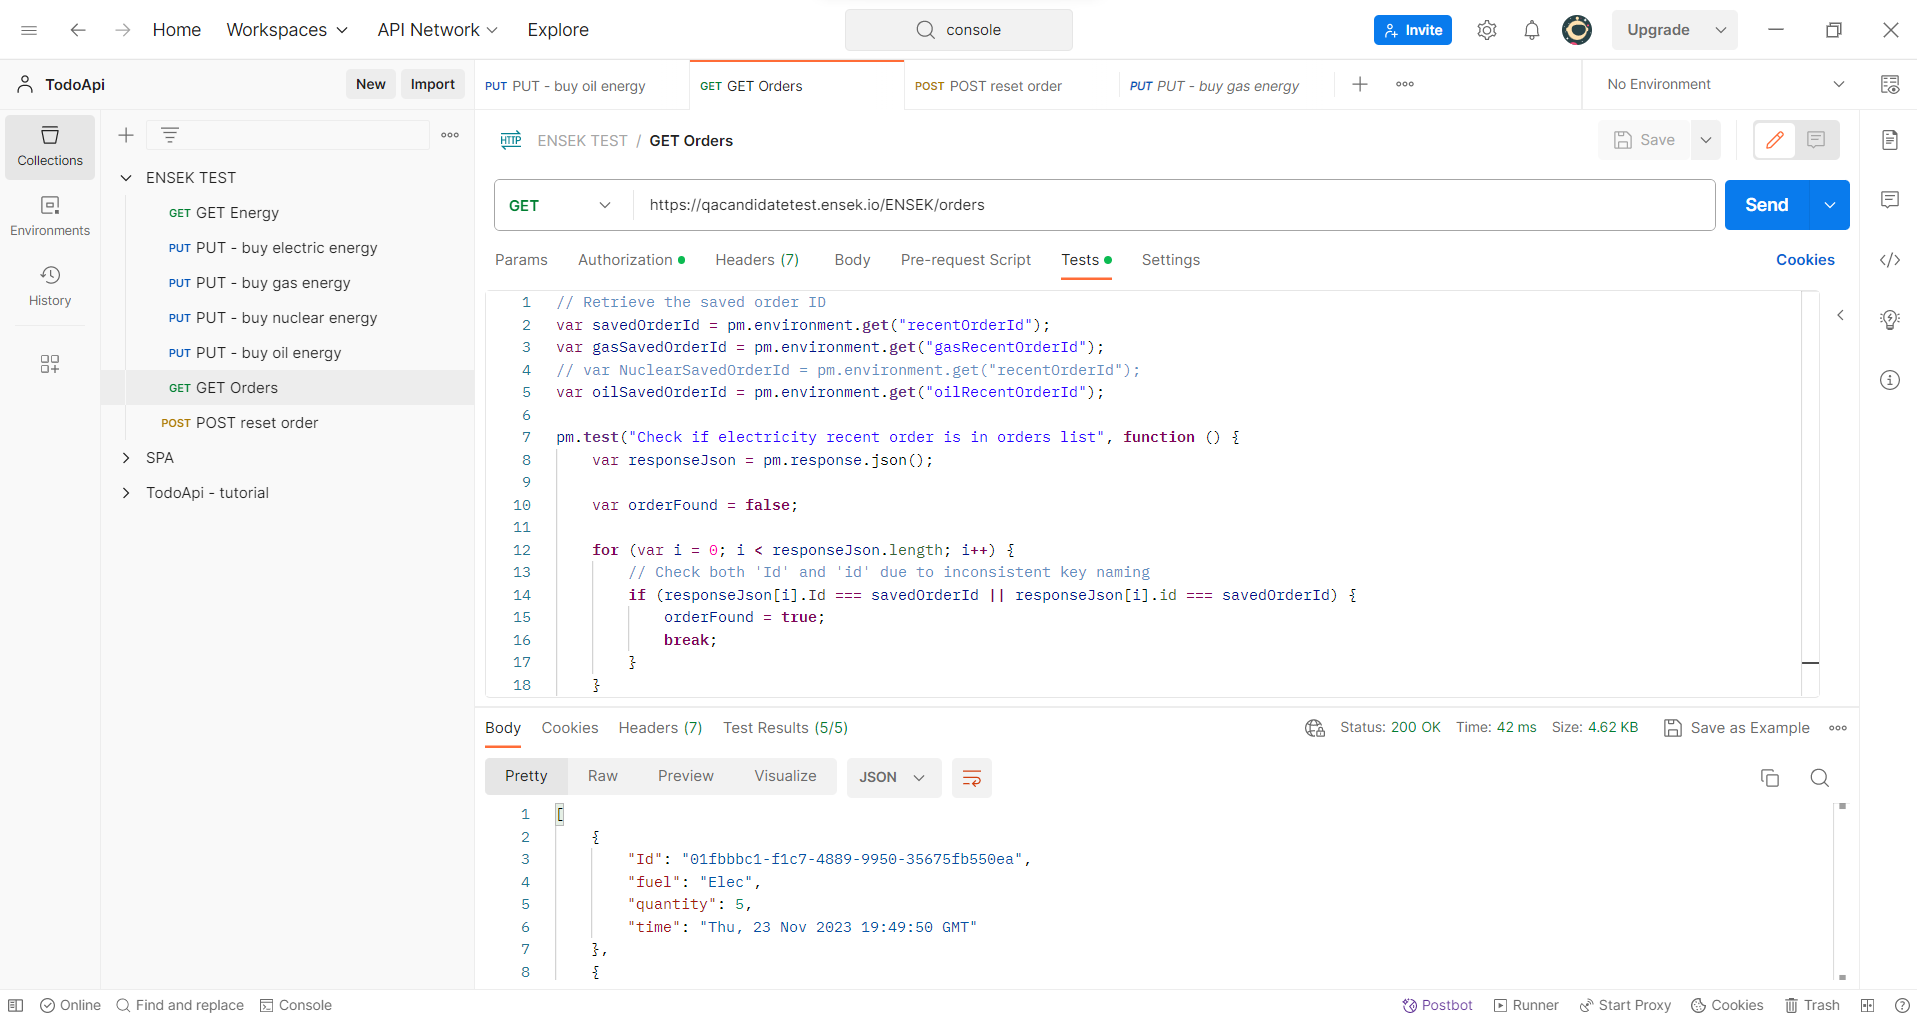 Home Workspaces API Network Explore console Invite Upgrade
TodoApi New Import PUT PUT - buy oil energy GET GET Orders POST POST reset order PUT PUT - buy gas energy No Environment
Collections
Environments
History
ENSEK TEST
GET GET Energy
PUT PUT - buy electric energy
PUT PUT - buy gas energy
PUT PUT - buy nuclear energy
PUT PUT - buy oil energy
GET GET Orders
POST POST reset order
SPA
TodoApi - tutorial
HTTP ENSEK TEST / GET Orders Save
GET https://qacandidatetest.ensek.io/ENSEK/orders Send
Params Authorization Headers (7) Body Pre-request Script Tests Settings Cookies
1 // Retrieve the saved order ID
2 var savedOrderId = pm.environment.get("recentOrderId");
3 var gasSavedOrderId = pm.environment.get("gasRecentOrderId");
4 // var NuclearSavedOrderId = pm.environment.get("recentOrderId");
5 var oilSavedOrderId = pm.environment.get("oilRecentOrderId");
6
7 pm.test("Check if electricity recent order is in orders list", function () {
8 var responseJson = pm.response.json();
9
10 var orderFound = false;
11
12 for (var i = 0; i < responseJson.length; i++) {
13 // Check both 'Id' and 'id' due to inconsistent key naming
14 if (responseJson[i].Id === savedOrderId || responseJson[i].id === savedOrderId) {
15 orderFound = true;
16 break;
17 }
18 }
Body Cookies Headers (7) Test Results (5/5) Status: 200 OK Time: 42 ms Size: 4.62 KB Save as Example
Pretty Raw Preview Visualize JSON
1 [
2 {
3 "Id": "01fbbbc1-f1c7-4889-9950-35675fb550ea",
4 "fuel": "Elec",
5 "quantity": 5,
6 "time": "Thu, 23 Nov 2023 19:49:50 GMT"
7 },
8 {
Online Find and replace Console Postbot Runner Start Proxy Cookies Trash